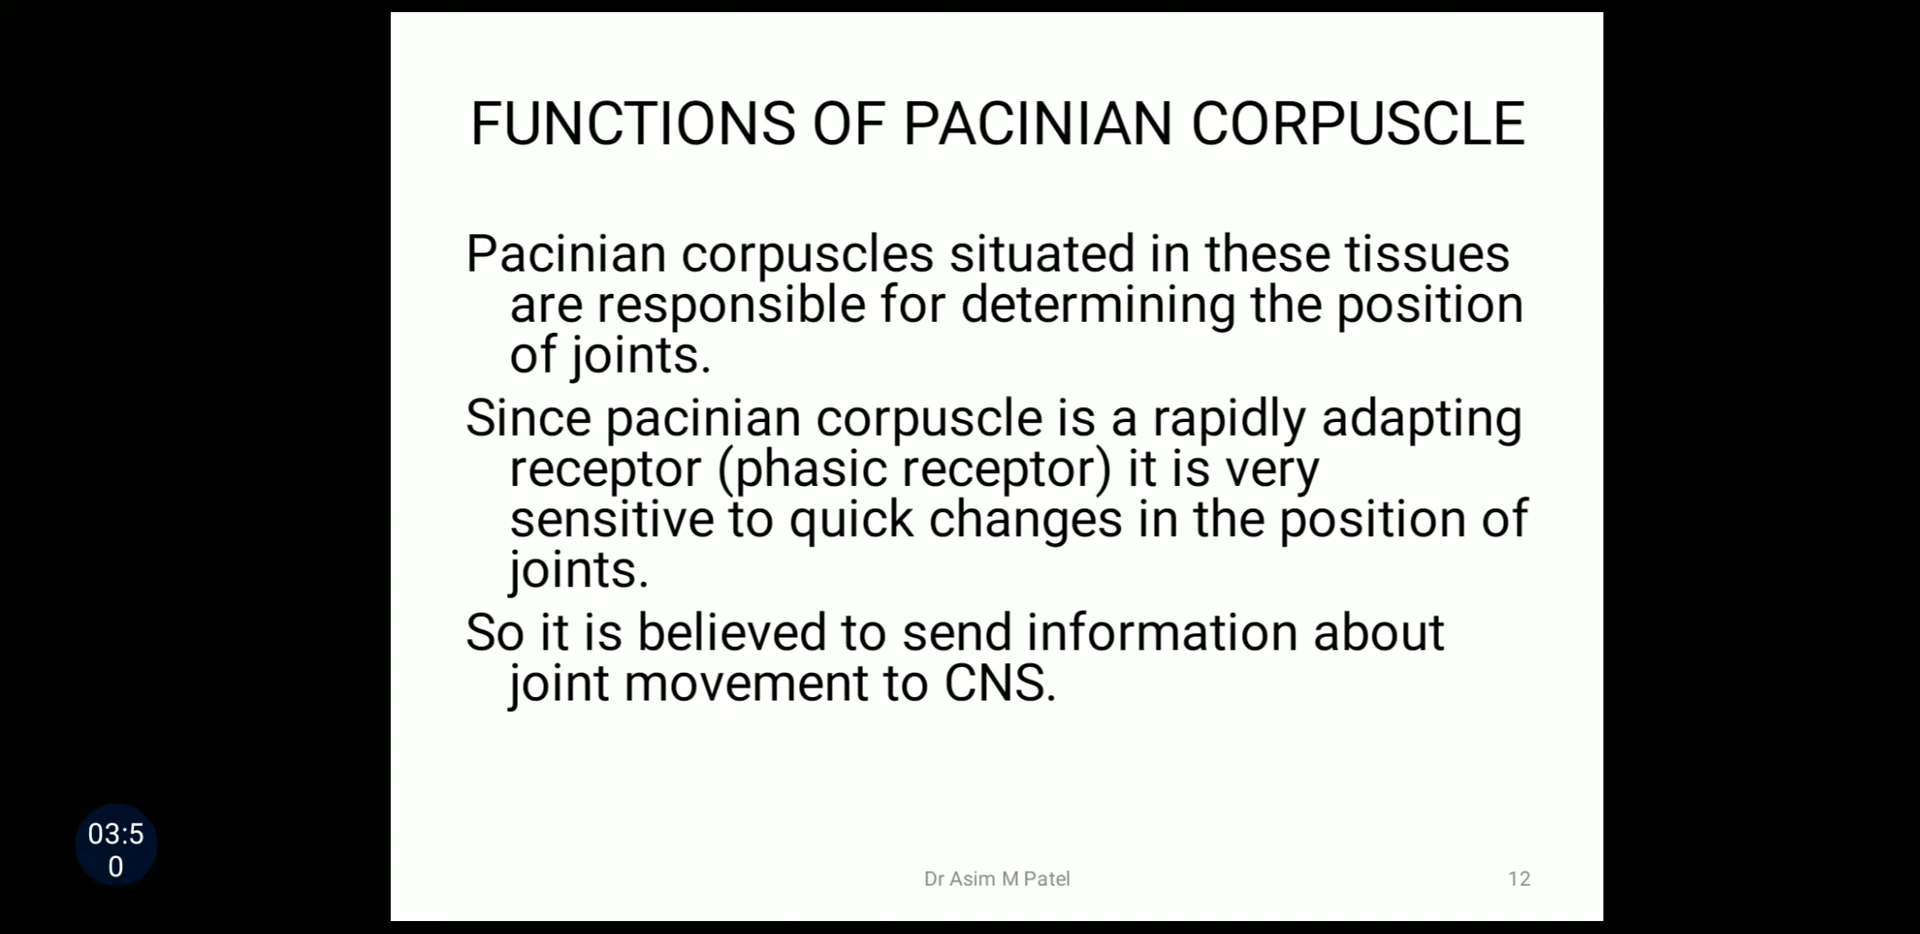 FUNCTIONS OF PACINIAN CORPUSCLE
Pacinian corpuscles situated in these tissues
are responsible for determining the position
of joints.
Since pacinian corpuscle is a rapidly adapting
receptor (phasic receptor) it is very
sensitive to quick changes in the position of
joints.
So it is believed to send information about
joint movement to CNS.
03:5
0
Dr Asim M Patel
12